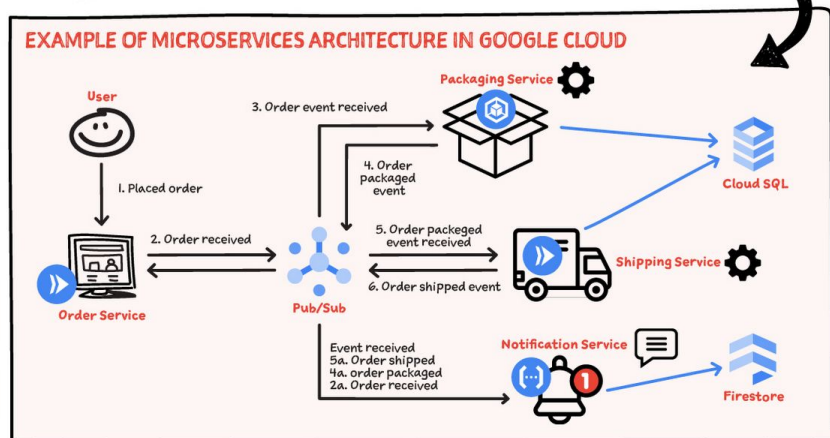 EXAMPLE OF MICROSERVICES ARCHITECTURE IN GOOGLE CLOUD
Packaging Service
User
3. Order event received
4. Order
packaged
event
Cloud SQL
1. Placed order
2. Order received
5. Order packeged
event received
Shipping Service
6. Order shipped event
Order Service
Pub/Sub
Event received
5a. Order shipped
4a. order packaged
2a. Order received
Notification Service
1
Firestore